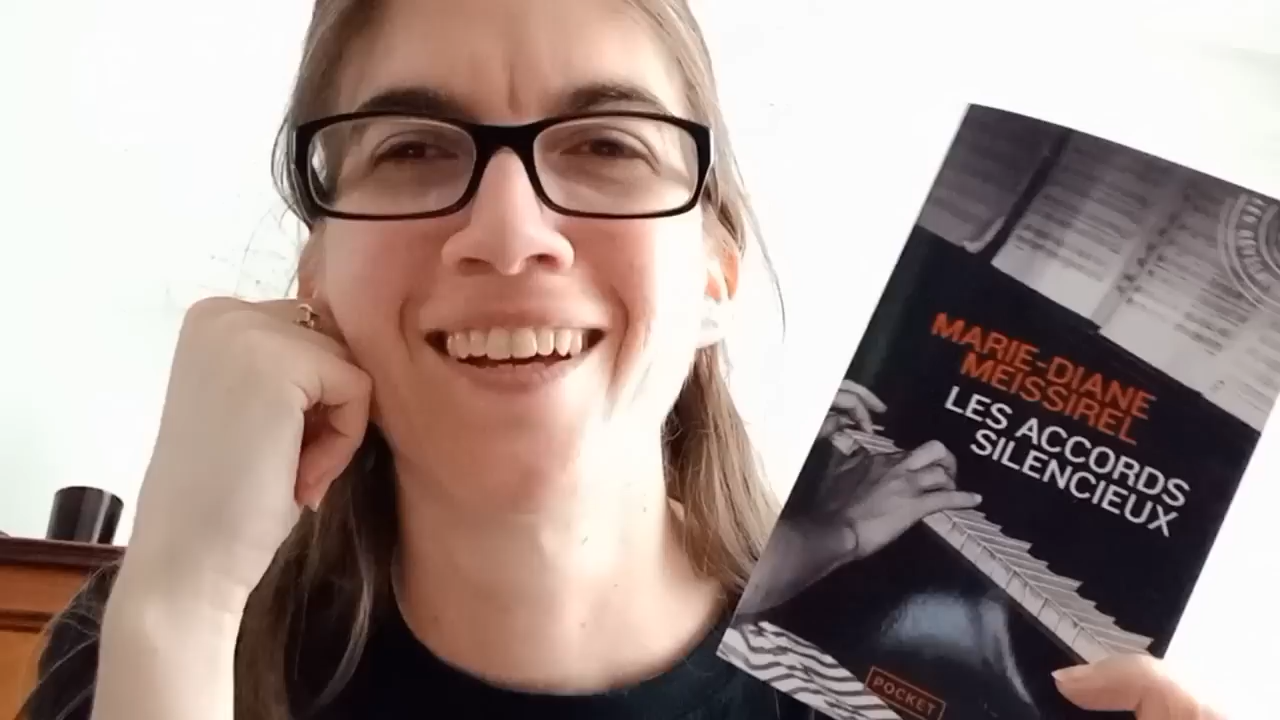 MARIE-DIANE
MEISSIREL
LES ACCORDS
SILENCIEUX
POCKET